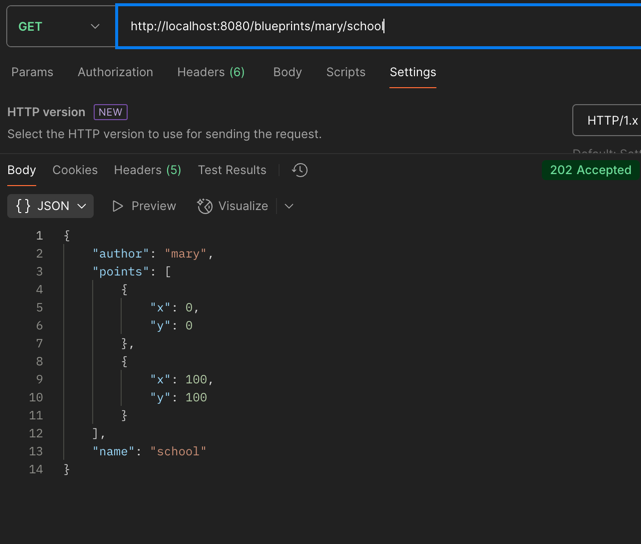 GET http://localhost:8080/blueprints/mary/school
Params Authorization Headers (6) Body Scripts Settings
HTTP version NEW
Select the HTTP version to use for sending the request.
HTTP/1.x
Body Cookies Headers (5) Test Results 202 Accepted
{} JSON Preview Visualize
1 {
2 "author": "mary",
3 "points": [
4 {
5 "x": 0,
6 "y": 0
7 },
8 {
9 "x": 100,
10 "y": 100
11 }
12 ],
13 "name": "school"
14 }